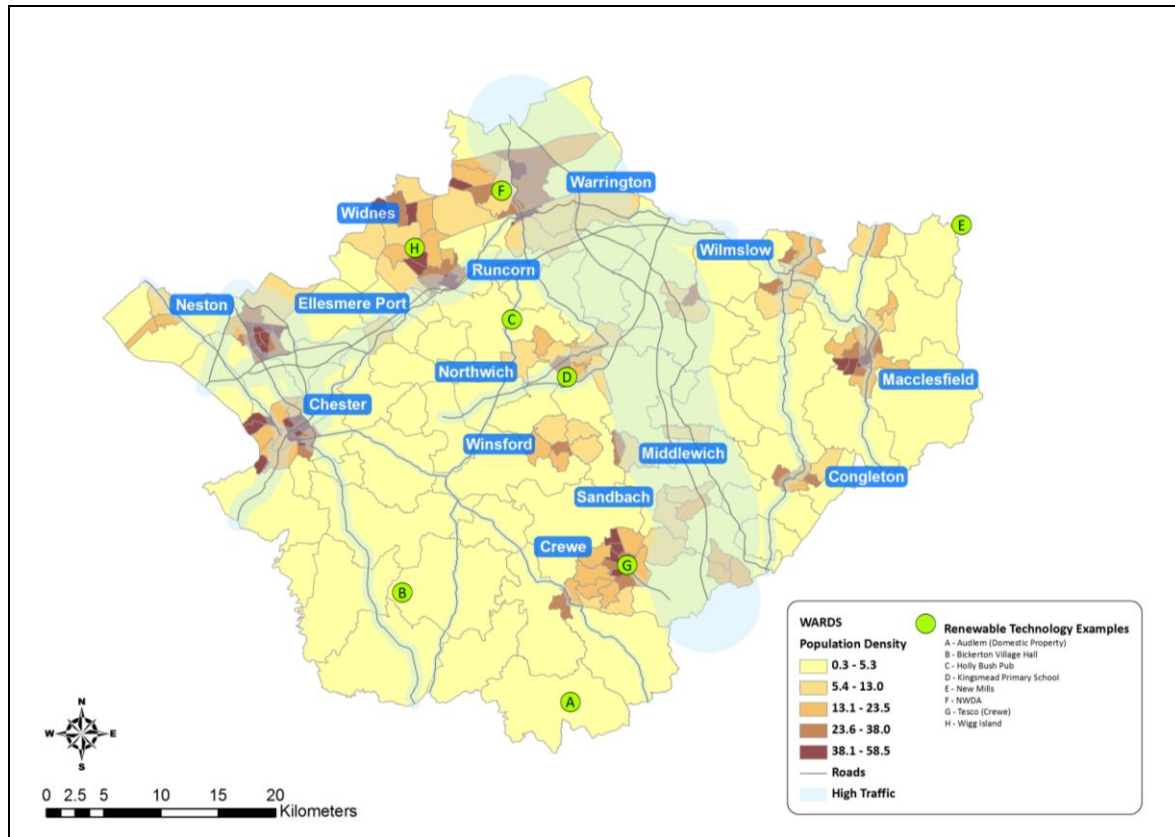 Warrington
F
Widnes
E
Wilmslow
H
Runcorn
Neston
Ellesmere Port
C
Northwich
D
Macclesfield
Chester
Winsford
Middlewich
Congleton
Sandbach
Crewe
G
B
A
N
W E
S
0 2.5 5 10 15 20
Kilometers
WARDS
Population Density
0.3 - 5.3
5.4 - 13.0
13.1 - 23.5
23.6 - 38.0
38.1 - 58.5
Roads
High Traffic
Renewable Technology Examples
A - Audlem (Domestic Property)
B - Bickerton Village Hall
C - Holly Bush Pub
D - Kingsmead Primary School
E - New Mills
F - NWDA
G - Tesco (Crewe)
H - Wigg Island